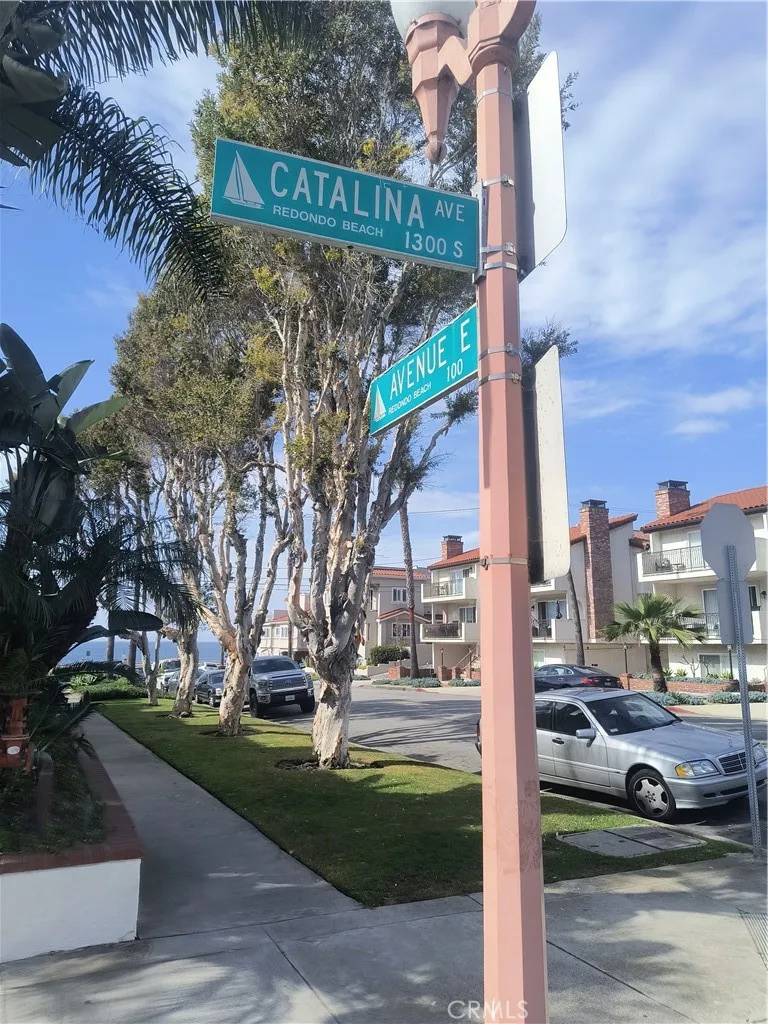 CATALINA AVE
REDONDO BEACH 1300 S
AVENUE E
REDONDO BEACH 100
CRMLS